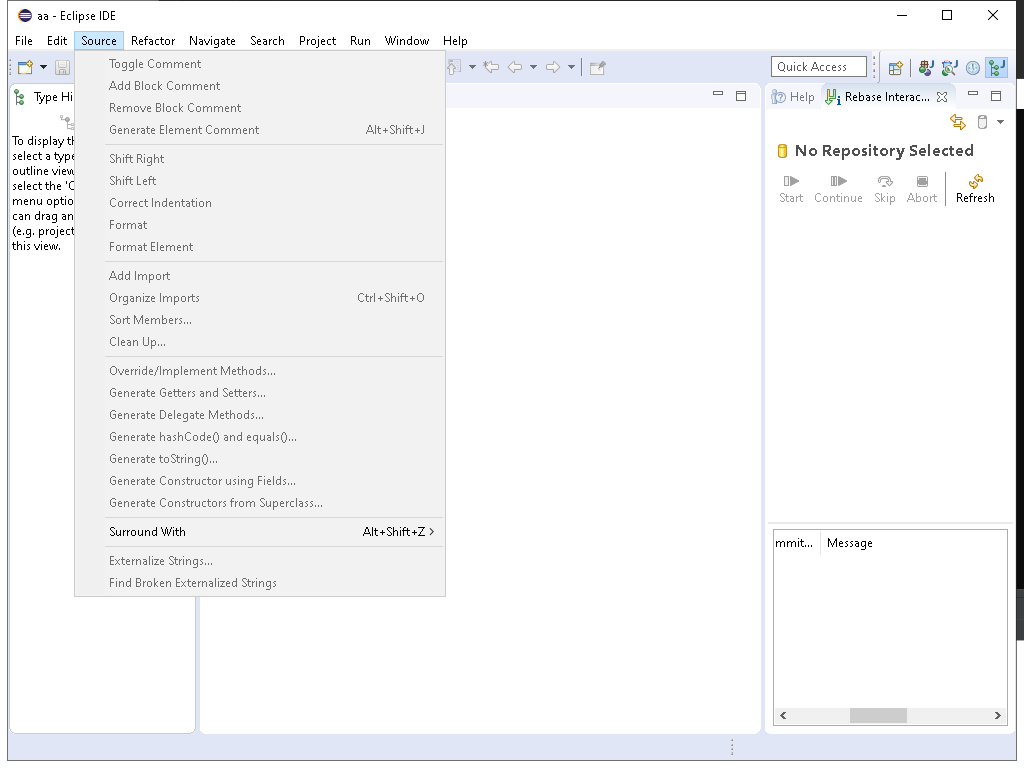 aa - Eclipse IDE
File Edit Source Refactor Navigate Search Project Run Window Help
Quick Access
Type Hi
To display th
select a type
outline view
select the 'O
menu optio
can drag an
(e.g. project
this view.
Toggle Comment
Add Block Comment
Remove Block Comment
Generate Element Comment Alt+Shift+J
Shift Right
Shift Left
Correct Indentation
Format
Format Element
Add Import
Organize Imports Ctrl+Shift+O
Sort Members...
Clean Up...
Override/Implement Methods...
Generate Getters and Setters...
Generate Delegate Methods...
Generate hashCode() and equals()...
Generate toString()...
Generate Constructor using Fields...
Generate Constructors from Superclass...
Surround With Alt+Shift+Z
Externalize Strings...
Find Broken Externalized Strings
Help Rebase Interac...
No Repository Selected
Start Continue Skip Abort Refresh
mmit... Message